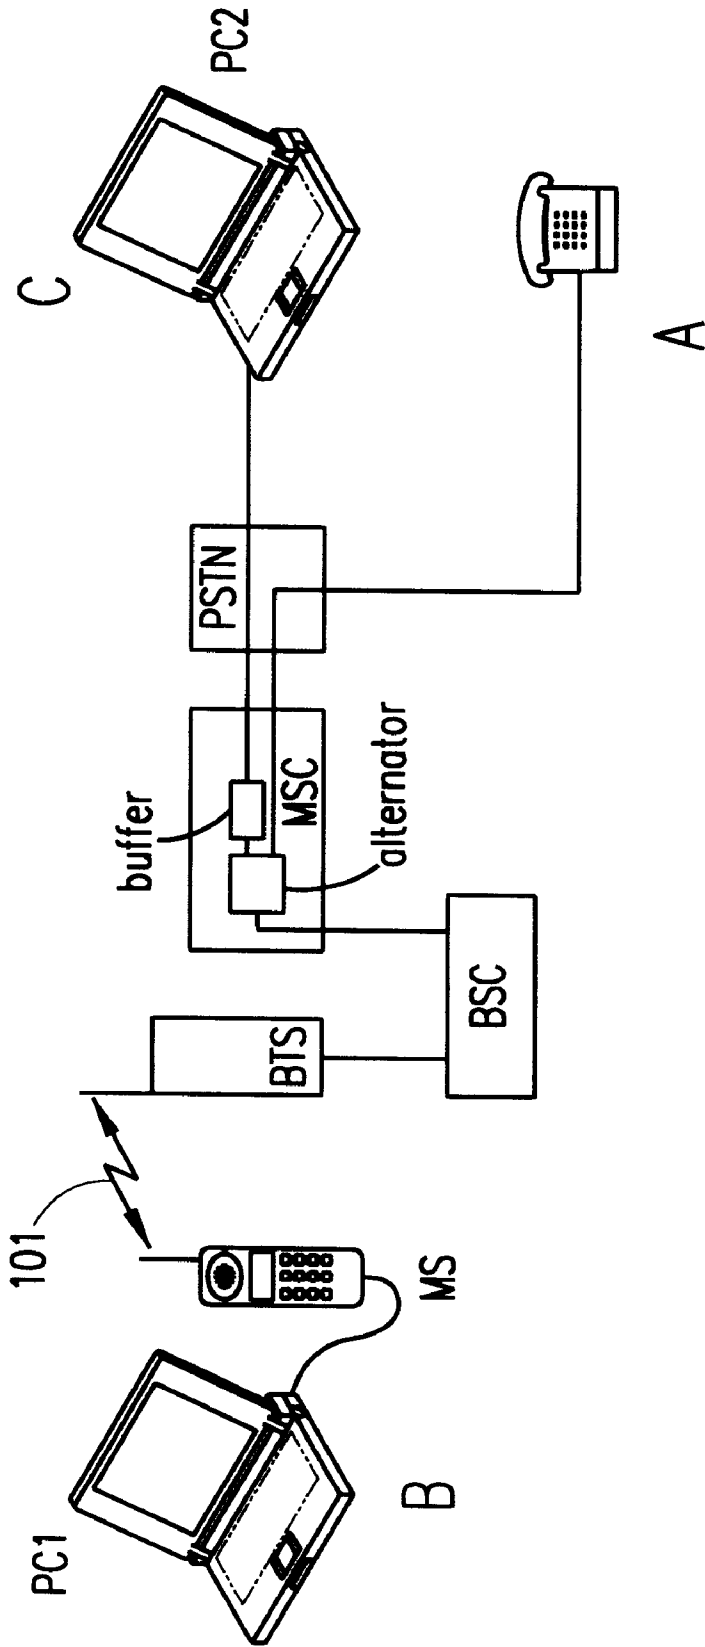 PC1
B
101
MS
BTS
BSC
buffer
MSC
alternator
PSTN
C
PC2
A